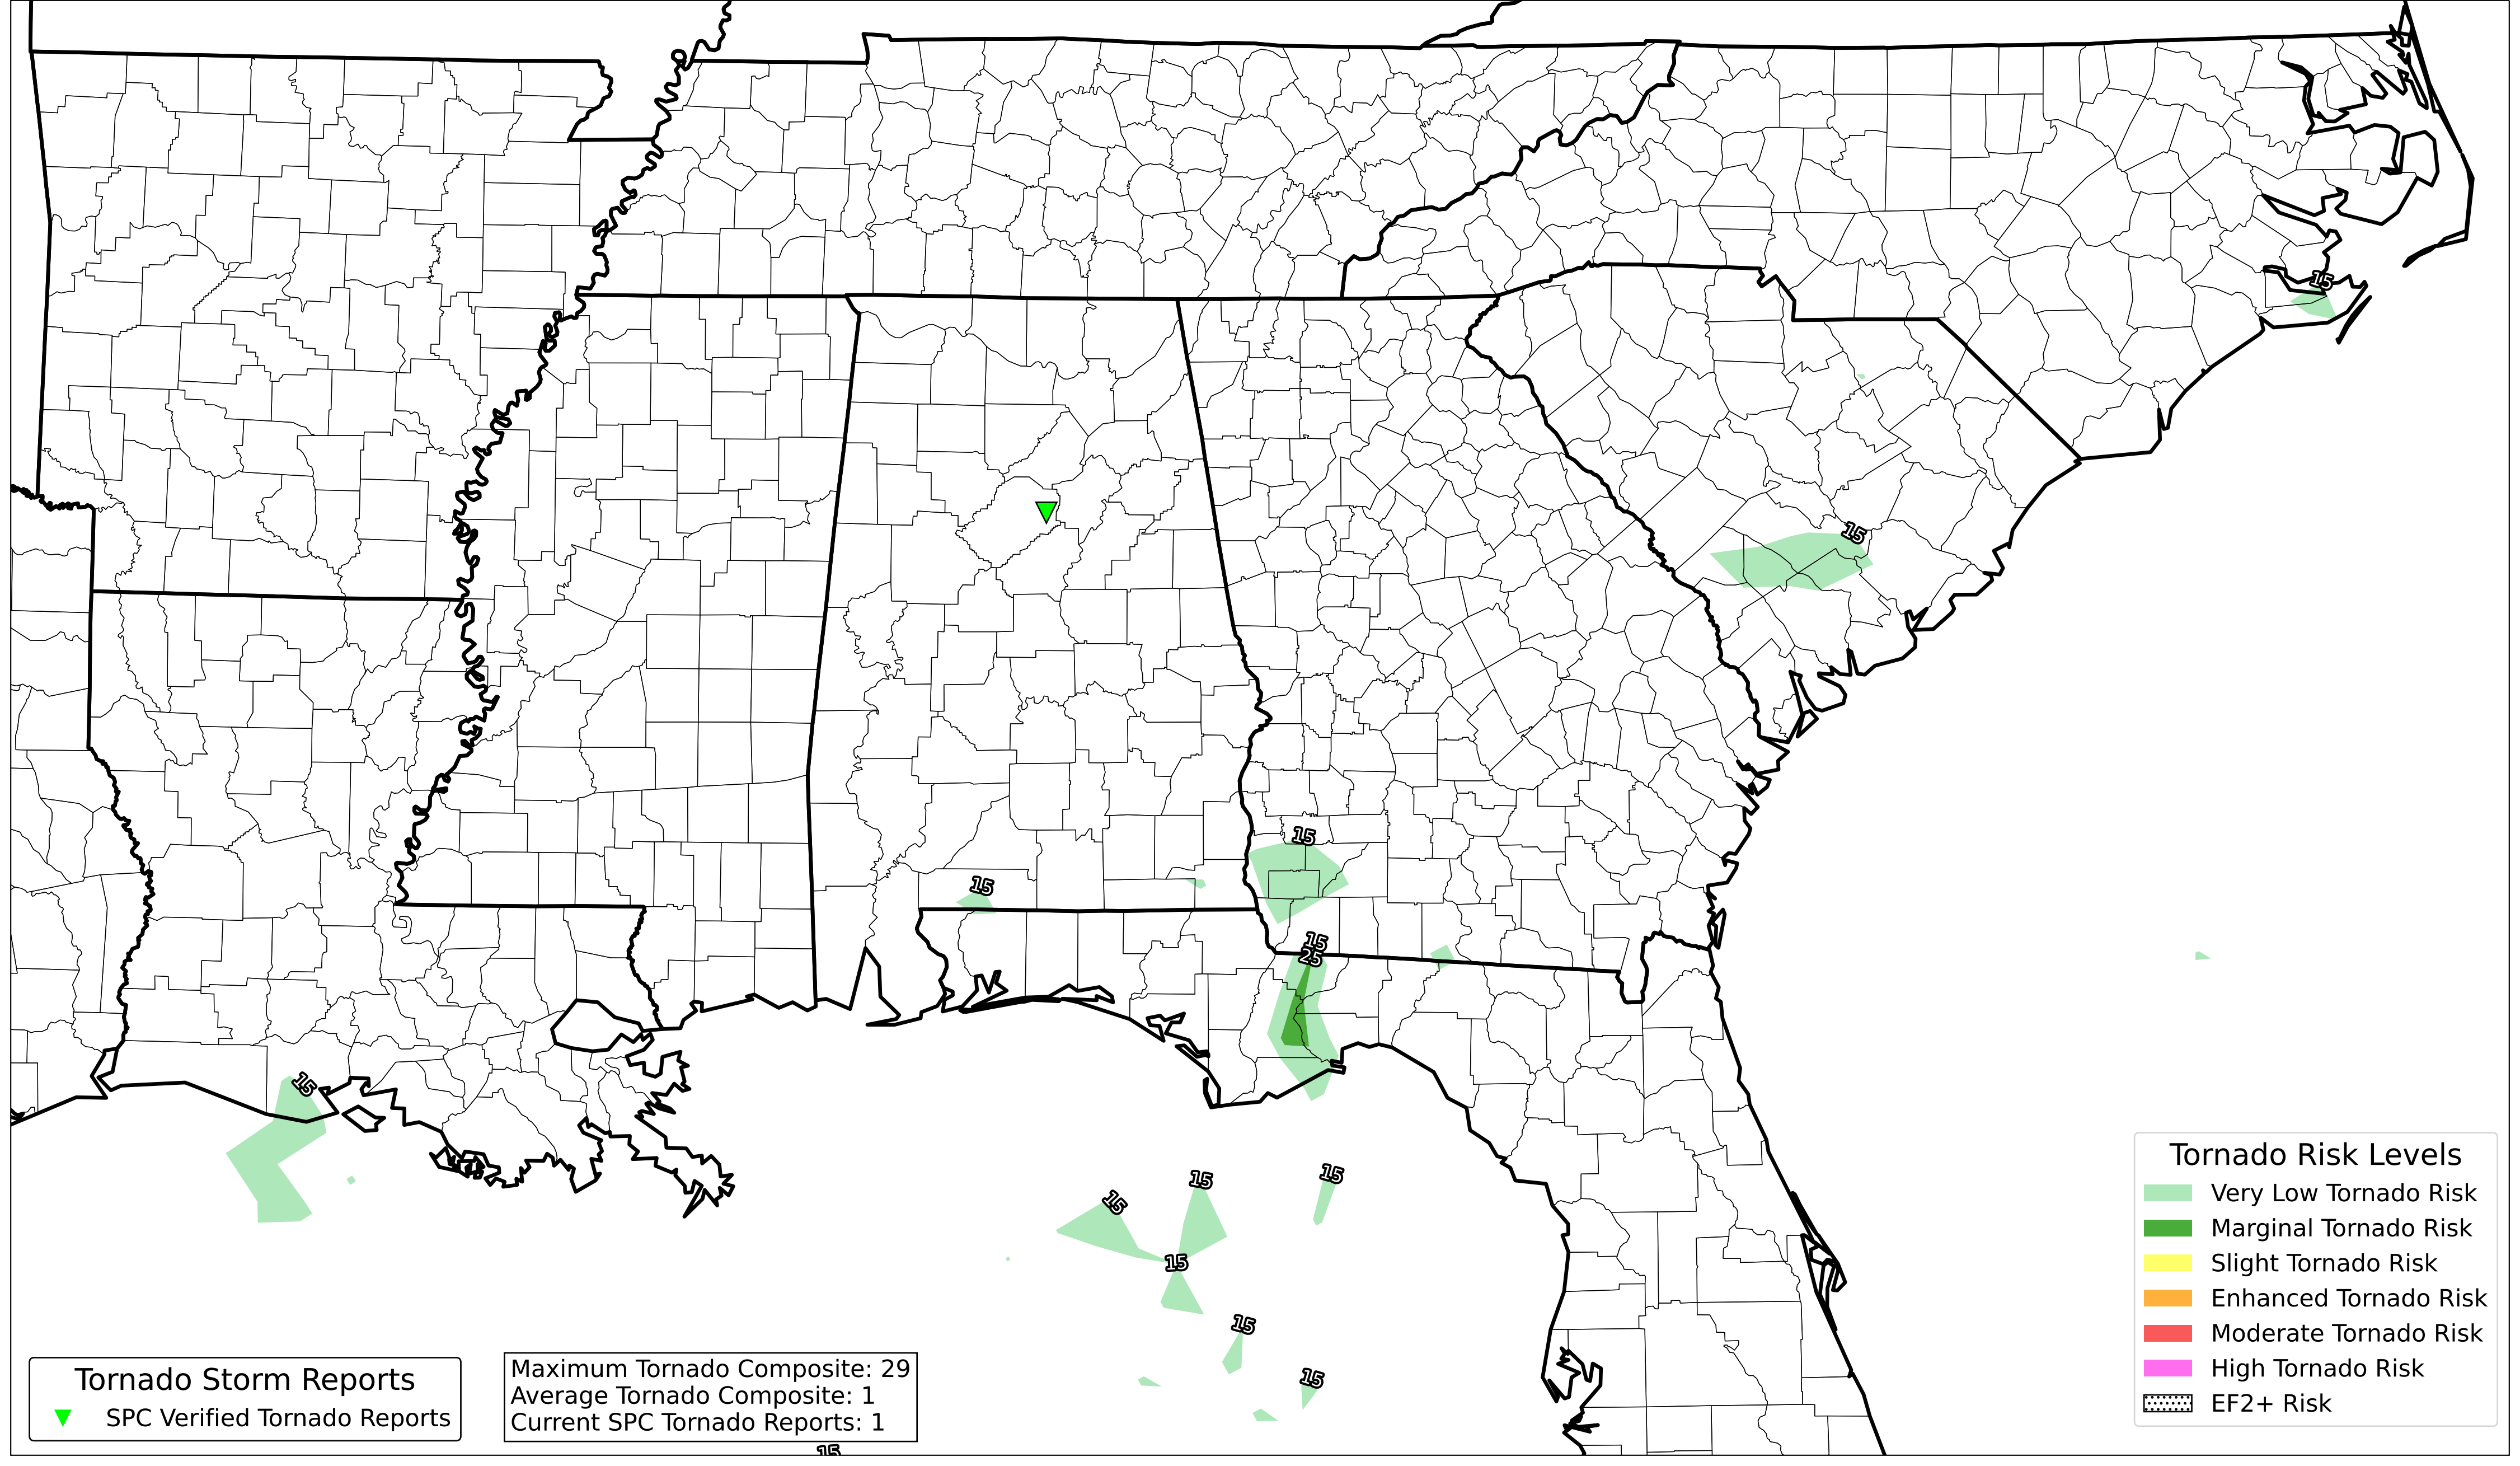 15
15
15
15
15
25
15
15
15
15
15
15
15
15
Tornado Risk Levels
Very Low Tornado Risk
Marginal Tornado Risk
Slight Tornado Risk
Enhanced Tornado Risk
Moderate Tornado Risk
High Tornado Risk
EF2+ Risk
Tornado Storm Reports
SPC Verified Tornado Reports
Maximum Tornado Composite: 29
Average Tornado Composite: 1
Current SPC Tornado Reports: 1